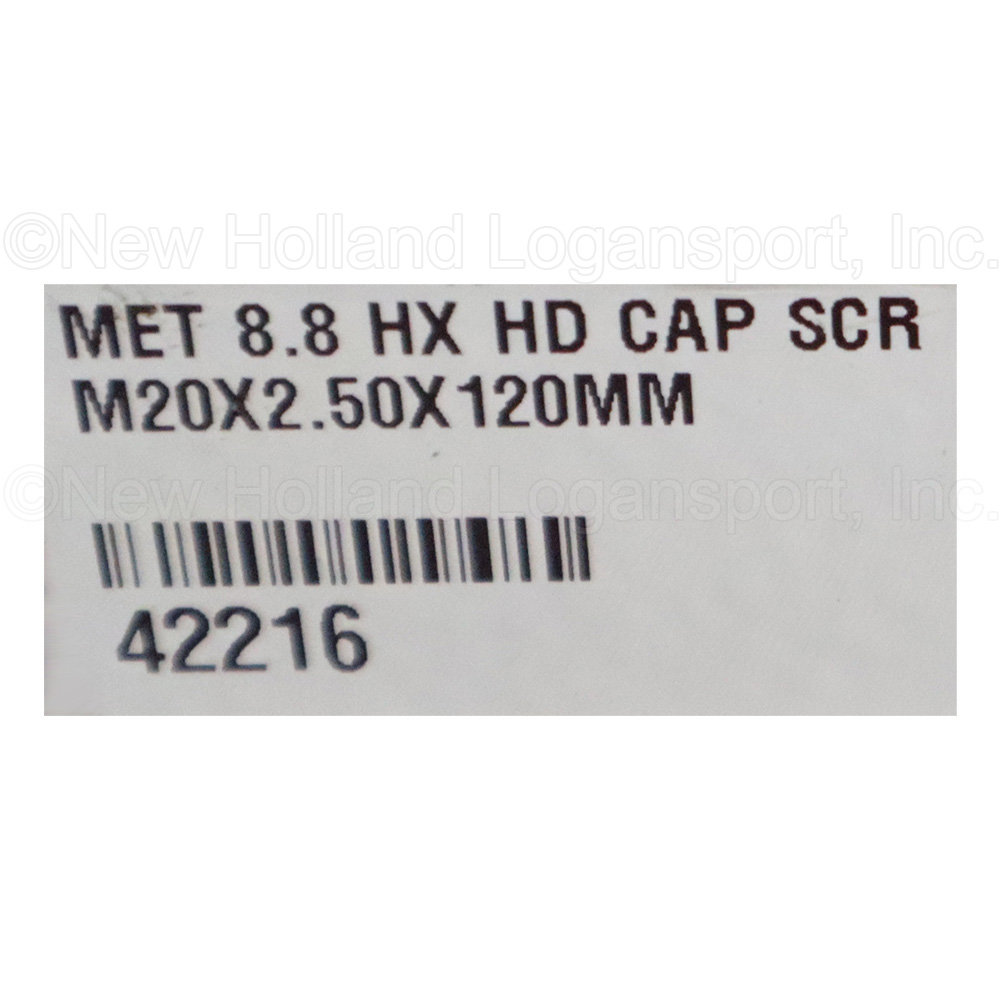 ©New Holland Logansport, Inc.
MET 8.8 HX HD CAP SCR
M20X2.50X120MM
©New Holland Logansport, Inc.
42216